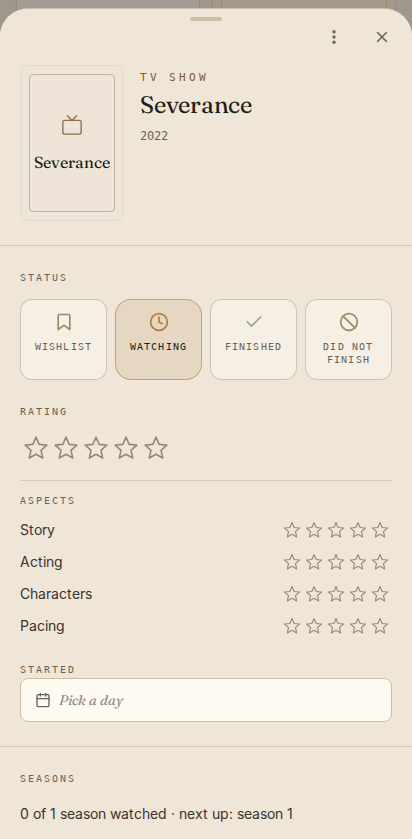 TV SHOW
Severance
2022
Severance
STATUS
WISHLIST
WATCHING
FINISHED
DID NOT
FINISH
RATING
ASPECTS
Story
Acting
Characters
Pacing
STARTED
Pick a day
SEASONS
0 of 1 season watched · next up: season 1